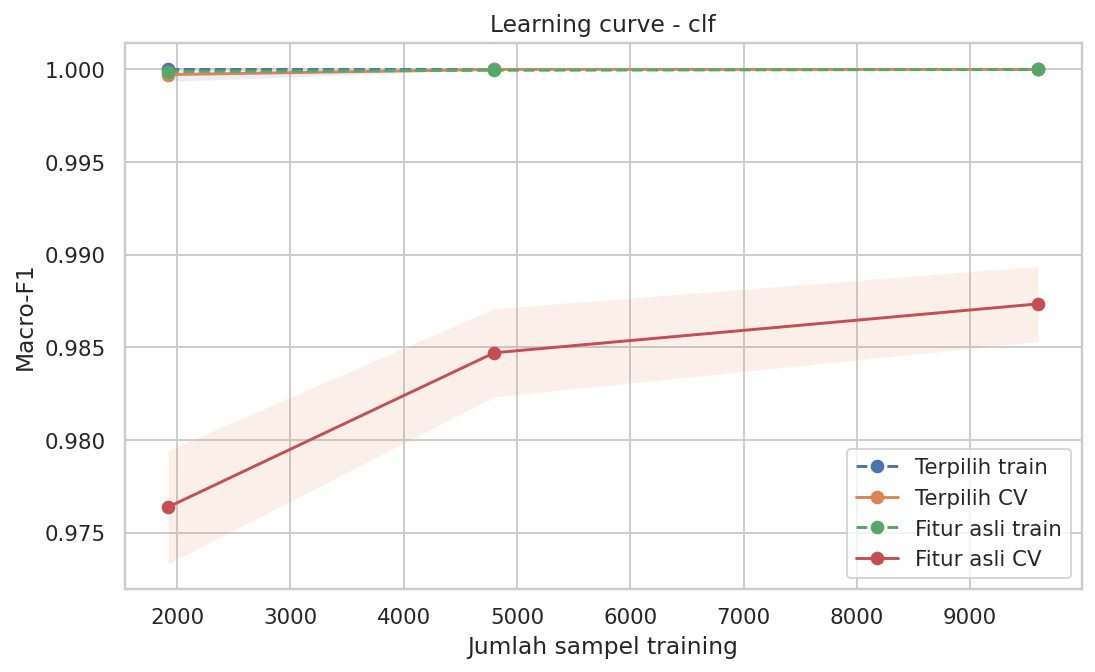 Learning curve - clf
1.000
0.995
0.990
0.985
0.980
0.975
Macro-F1
2000 3000 4000 5000 6000 7000 8000 9000
Jumlah sampel training
Terpilih train
Terpilih CV
Fitur asli train
Fitur asli CV